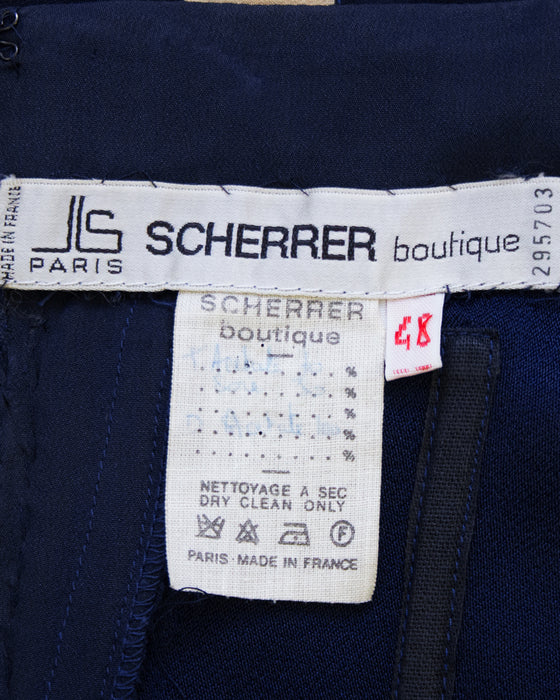 MADE IN FRANCE
JLS
PARIS
SCHERRER boutique
295703
48
SCHERRER
boutique
..........%
..........%
..........%
..........%
..........%
NETTOYAGE A SEC
DRY CLEAN ONLY
F
PARIS·MADE IN FRANCE